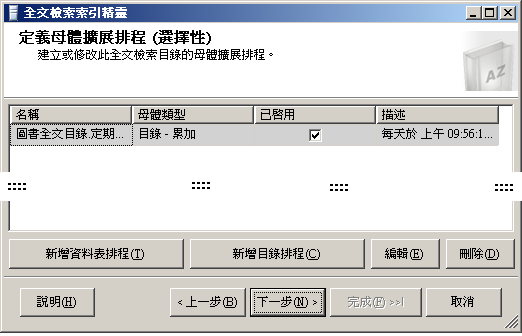 全文檢索索引精靈
定義母體擴展排程 (選擇性)
建立或修改此全文檢索目錄的母體擴展排程。
AZ
名稱 母體類型 已啓用 描述
圖書全文目錄.定期... 目錄 - 累加 每天於 上午 09:56:1...
新增資料表排程(T) 新增目錄排程(C) 編輯(E) 刪除(D)
說明(H) < 上一步(B) 下一步(N) > 完成(F) >>| 取消